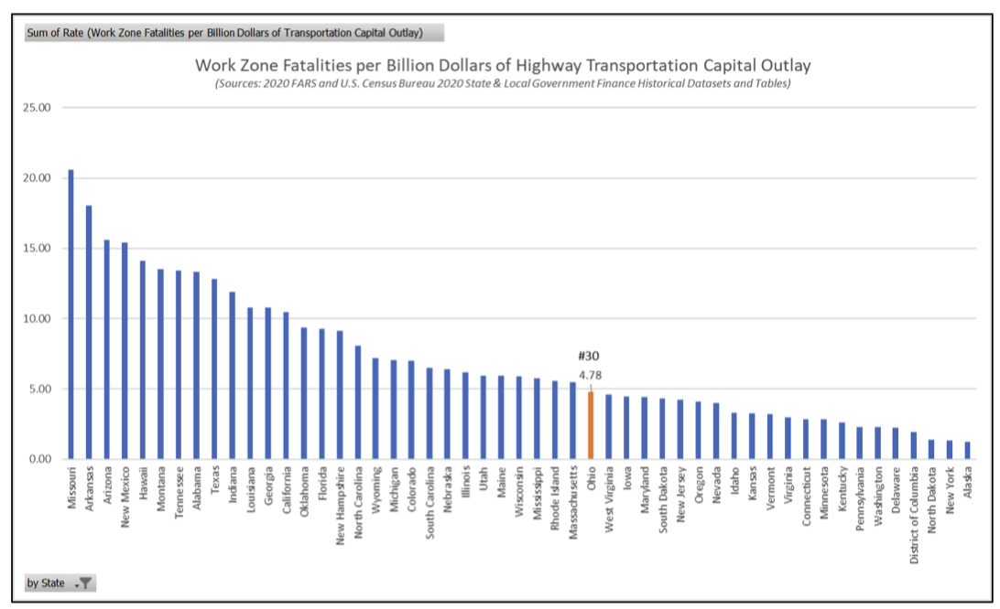 Sum of Rate (Work Zone Fatalities per Billion Dollars of Transportation Capital Outlay)
Work Zone Fatalities per Billion Dollars of Highway Transportation Capital Outlay
(Sources: 2020 FARS and U.S. Census Bureau 2020 State & Local Government Finance Historical Datasets and Tables)
25.00
20.00
15.00
10.00
5.00
0.00
#30
4.78
Missouri
Arkansas
Arizona
New Mexico
Hawaii
Montana
Tennessee
Alabama
Texas
Indiana
Louisiana
Georgia
California
Oklahoma
Florida
New Hampshire
North Carolina
Wyoming
Michigan
Colorado
South Carolina
Nebraska
Illinois
Utah
Maine
Wisconsin
Mississippi
Rhode Island
Massachusetts
Ohio
West Virginia
Iowa
Maryland
South Dakota
New Jersey
Oregon
Nevada
Idaho
Kansas
Vermont
Virginia
Connecticut
Minnesota
Kentucky
Pennsylvania
Washington
Delaware
District of Columbia
North Dakota
New York
Alaska
by State